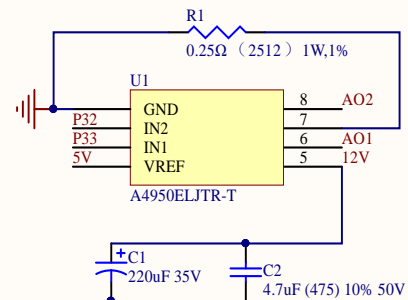 R1
0.25Ω （2512 ）1W,1%
U1
GND 8 AO2
P32 IN2 7
P33 IN1 6 AO1
5V VREF 5 12V
A4950ELJTR-T
+
C1
220uF 35V
C2
4.7uF (475) 10% 50V